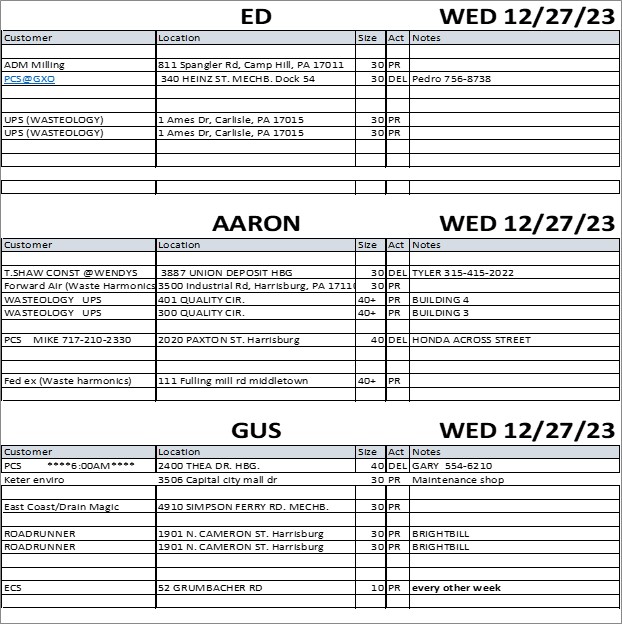 ED WED 12/27/23
Customer Location Size Act Notes
ADM Milling 811 Spangler Rd, Camp Hill, PA 17011 30 PR
PCS@GXO 340 HEINZ ST. MECHB. Dock 54 30 DEL Pedro 756-8738
UPS (WASTEOLOGY) 1 Ames Dr, Carlisle, PA 17015 30 PR
UPS (WASTEOLOGY) 1 Ames Dr, Carlisle, PA 17015 30 PR
AARON WED 12/27/23
Customer Location Size Act Notes
T.SHAW CONST @WENDYS 3887 UNION DEPOSIT HBG 30 DEL TYLER 315-415-2022
Forward Air (Waste Harmonics 3500 Industrial Rd, Harrisburg, PA 17110 30 PR
WASTEOLOGY UPS 401 QUALITY CIR. 40+ PR BUILDING 4
WASTEOLOGY UPS 300 QUALITY CIR. 40+ PR BUILDING 3
PCS MIKE 717-210-2330 2020 PAXTON ST. Harrisburg 40 DEL HONDA ACROSS STREET
Fed ex (Waste harmonics) 111 Fulling mill rd middletown 40+ PR
GUS WED 12/27/23
Customer Location Size Act Notes
PCS ****6:00AM**** 2400 THEA DR. HBG. 40 DEL GARY 554-6210
Keter enviro 3506 Capital city mall dr 30 PR Maintenance shop
East Coast/Drain Magic 4910 SIMPSON FERRY RD. MECHB. 30 PR
ROADRUNNER 1901 N. CAMERON ST. Harrisburg 30 PR BRIGHTBILL
ROADRUNNER 1901 N. CAMERON ST. Harrisburg 30 PR BRIGHTBILL
ECS 52 GRUMBACHER RD 10 PR every other week